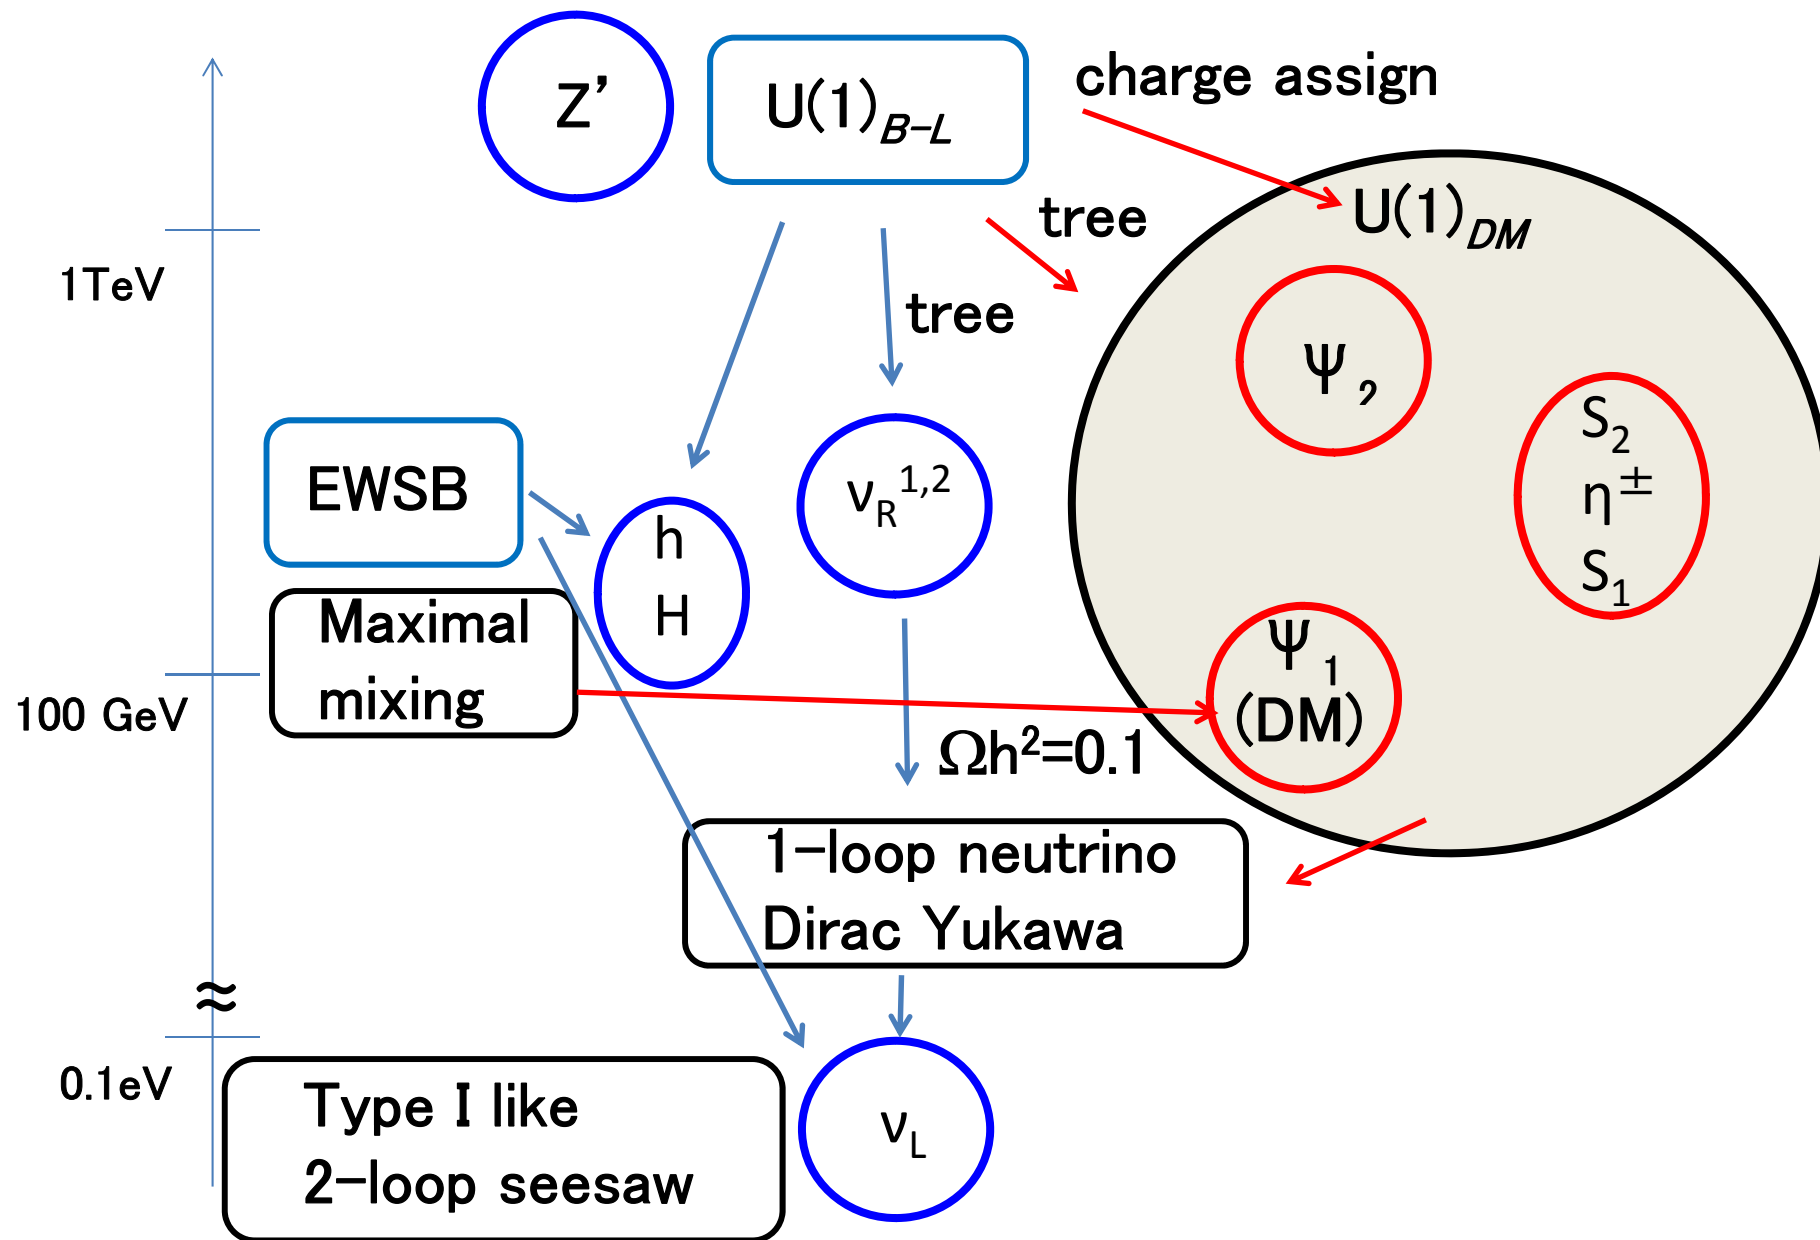 Z’
U(1)B−L
charge assign
U(1)DM
tree
1TeV
tree
Ψ2
S2
η±
S1
EWSB
νR1,2
h
H
Maximal
mixing
Ψ1
(DM)
100 GeV
Ωh²=0.1
1−loop neutrino
Dirac Yukawa
≈
0.1eV
Type I like
2−loop seesaw
νL